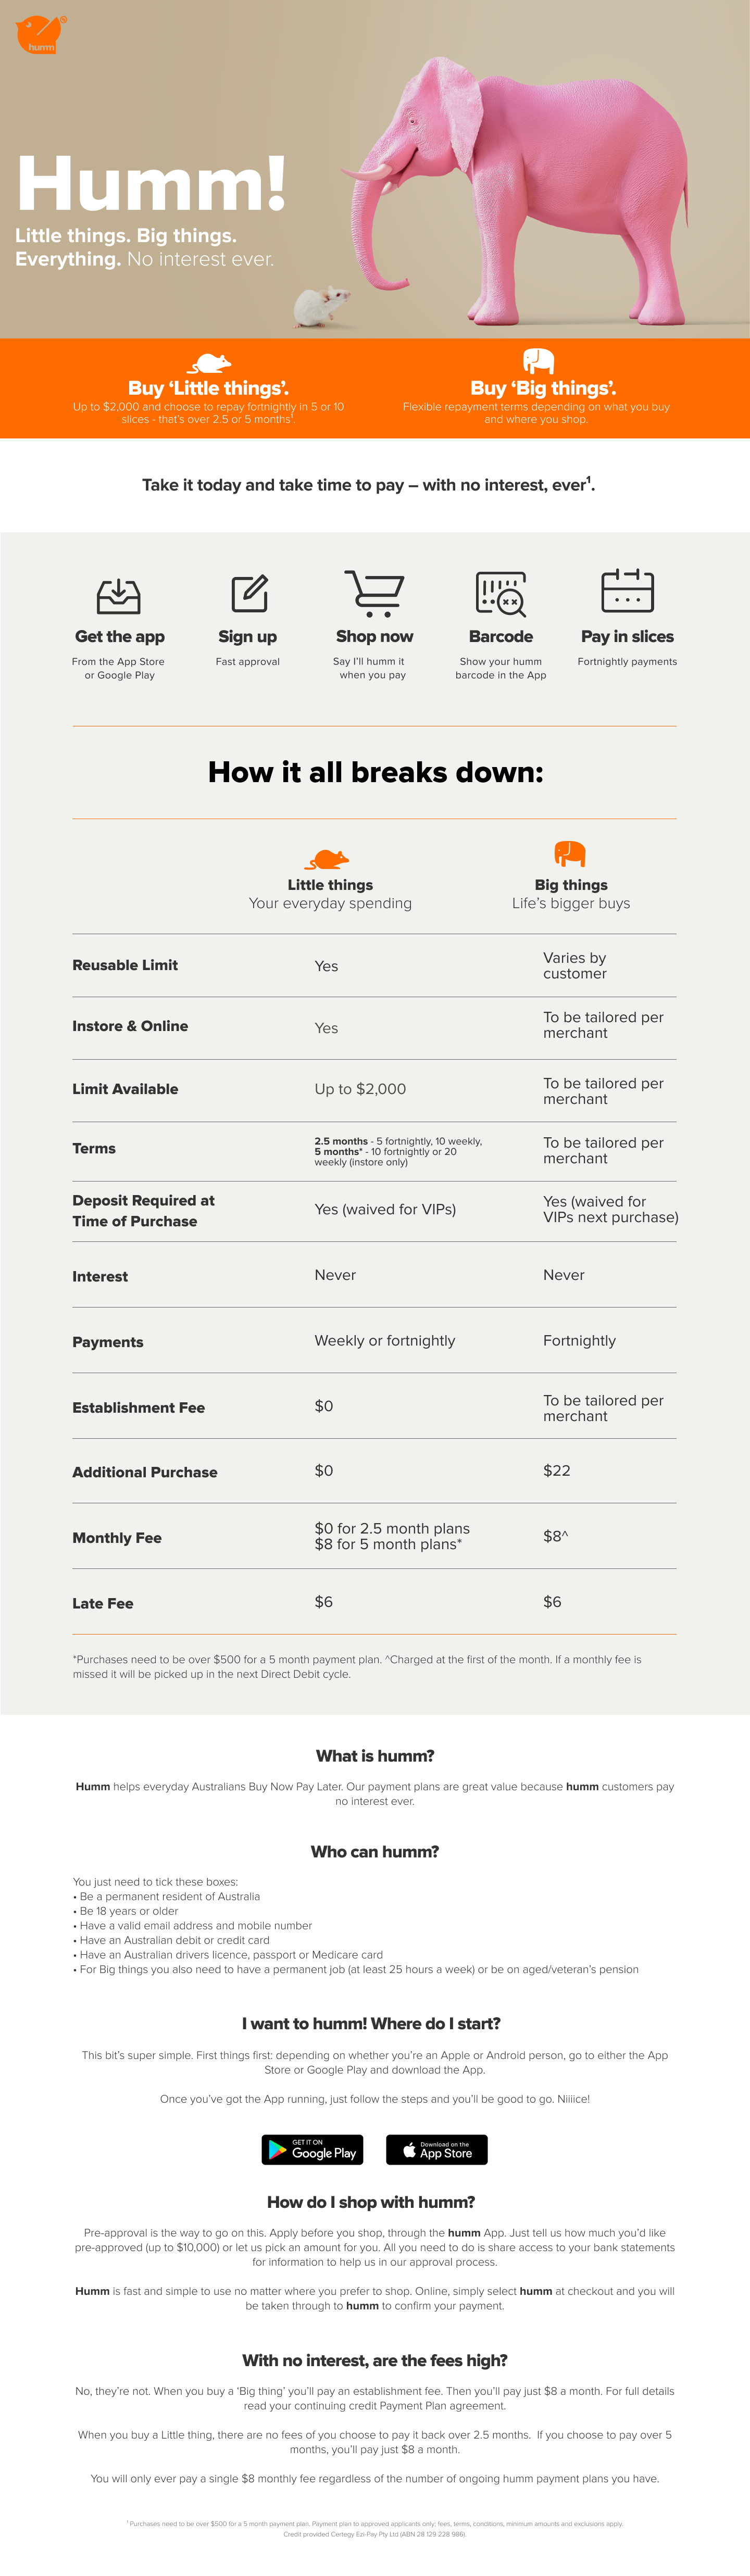 humm
Humm!
Little things. Big things.
Everything. No interest ever.
Buy ‘Little things’.
Up to $2,000 and choose to repay fortnightly in 5 or 10
slices - that’s over 2.5 or 5 months¹.
Buy ‘Big things’.
Flexible repayment terms depending on what you buy
and where you shop.
Take it today and take time to pay – with no interest, ever¹.
Get the app
From the App Store
or Google Play
Sign up
Fast approval
Shop now
Say I’ll humm it
when you pay
Barcode
Show your humm
barcode in the App
Pay in slices
Fortnightly payments
How it all breaks down:
Little things
Your everyday spending
Big things
Life’s bigger buys
Reusable Limit
Yes
Varies by
customer
Instore & Online
Yes
To be tailored per
merchant
Limit Available
Up to $2,000
To be tailored per
merchant
Terms
2.5 months - 5 fortnightly, 10 weekly,
5 months* - 10 fortnightly or 20
weekly (instore only)
To be tailored per
merchant
Deposit Required at
Time of Purchase
Yes (waived for VIPs)
Yes (waived for
VIPs next purchase)
Interest
Never
Never
Payments
Weekly or fortnightly
Fortnightly
Establishment Fee
$0
To be tailored per
merchant
Additional Purchase
$0
$22
Monthly Fee
$0 for 2.5 month plans
$8 for 5 month plans*
$8^
Late Fee
$6
$6
*Purchases need to be over $500 for a 5 month payment plan. ^Charged at the first of the month. If a monthly fee is
missed it will be picked up in the next Direct Debit cycle.
What is humm?
Humm helps everyday Australians Buy Now Pay Later. Our payment plans are great value because humm customers pay
no interest ever.
Who can humm?
You just need to tick these boxes:
• Be a permanent resident of Australia
• Be 18 years or older
• Have a valid email address and mobile number
• Have an Australian debit or credit card
• Have an Australian drivers licence, passport or Medicare card
• For Big things you also need to have a permanent job (at least 25 hours a week) or be on aged/veteran’s pension
I want to humm! Where do I start?
This bit’s super simple. First things first: depending on whether you’re an Apple or Android person, go to either the App
Store or Google Play and download the App.
Once you’ve got the App running, just follow the steps and you’ll be good to go. Niiiice!
GET IT ON
Google Play
Download on the
App Store
How do I shop with humm?
Pre-approval is the way to go on this. Apply before you shop, through the humm App. Just tell us how much you’d like
pre-approved (up to $10,000) or let us pick an amount for you. All you need to do is share access to your bank statements
for information to help us in our approval process.
Humm is fast and simple to use no matter where you prefer to shop. Online, simply select humm at checkout and you will
be taken through to humm to confirm your payment.
With no interest, are the fees high?
No, they’re not. When you buy a ‘Big thing’ you’ll pay an establishment fee. Then you’ll pay just $8 a month. For full details
read your continuing credit Payment Plan agreement.
When you buy a Little thing, there are no fees of you choose to pay it back over 2.5 months. If you choose to pay over 5
months, you’ll pay just $8 a month.
You will only ever pay a single $8 monthly fee regardless of the number of ongoing humm payment plans you have.
¹ Purchases need to be over $500 for a 5 month payment plan. Payment plan to approved applicants only; fees, terms, conditions, minimum amounts and exclusions apply.
Credit provided Certegy Ezi-Pay Pty Ltd (ABN 28 129 228 986).